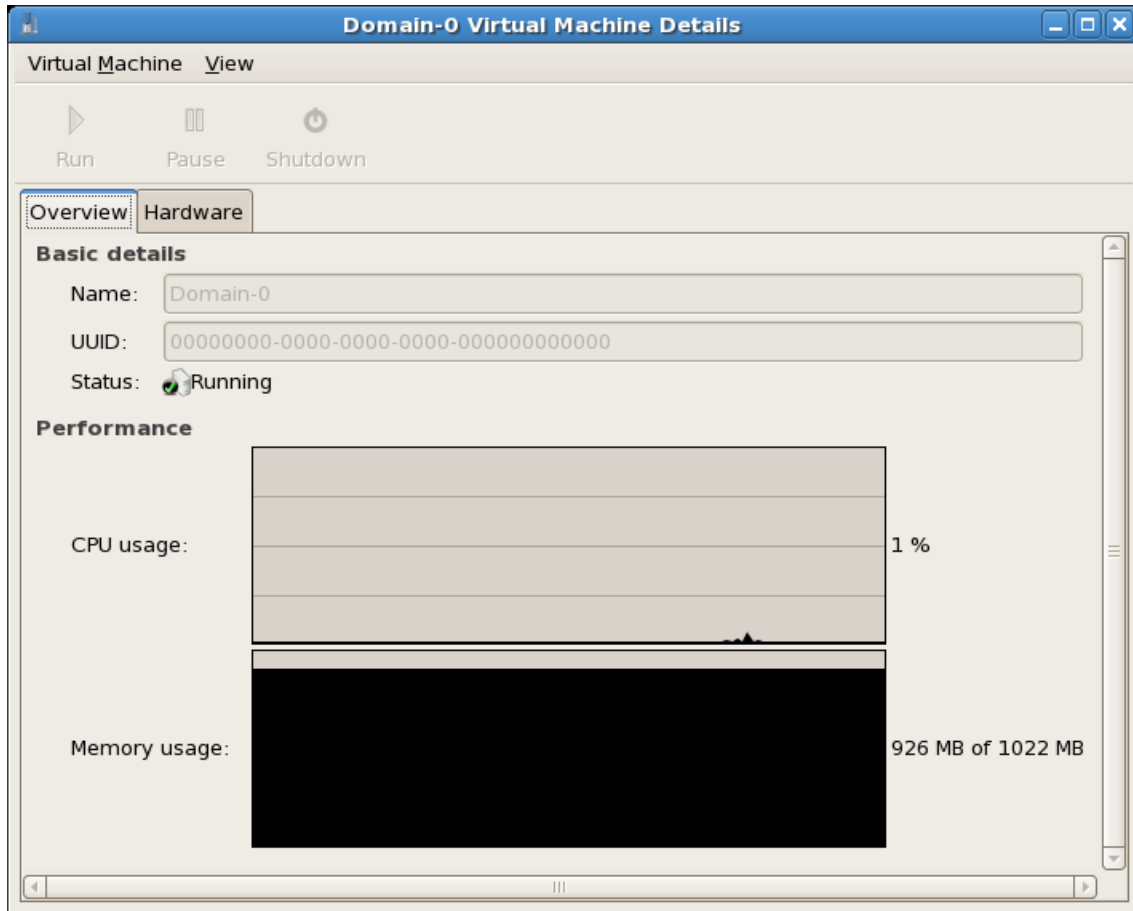 Domain-0 Virtual Machine Details
Virtual Machine View
Run Pause Shutdown
Overview Hardware
Basic details
Name: Domain-0
UUID: 00000000-0000-0000-0000-000000000000
Status: Running
Performance
CPU usage: 1 %
Memory usage: 926 MB of 1022 MB